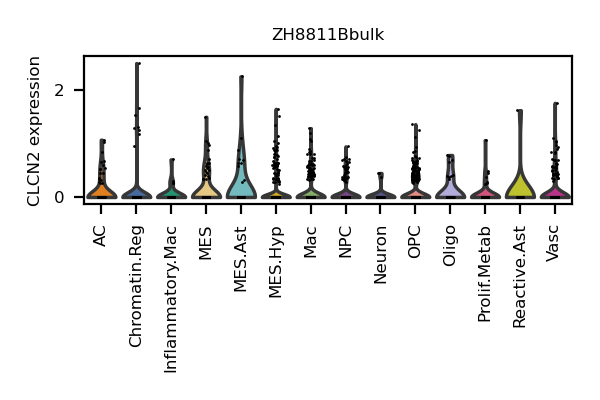 ZH8811Bbulk
CLCN2 expression
2
0
AC
Chromatin.Reg
Inflammatory.Mac
MES
MES.Ast
MES.Hyp
Mac
NPC
Neuron
OPC
Oligo
Prolif.Metab
Reactive.Ast
Vasc